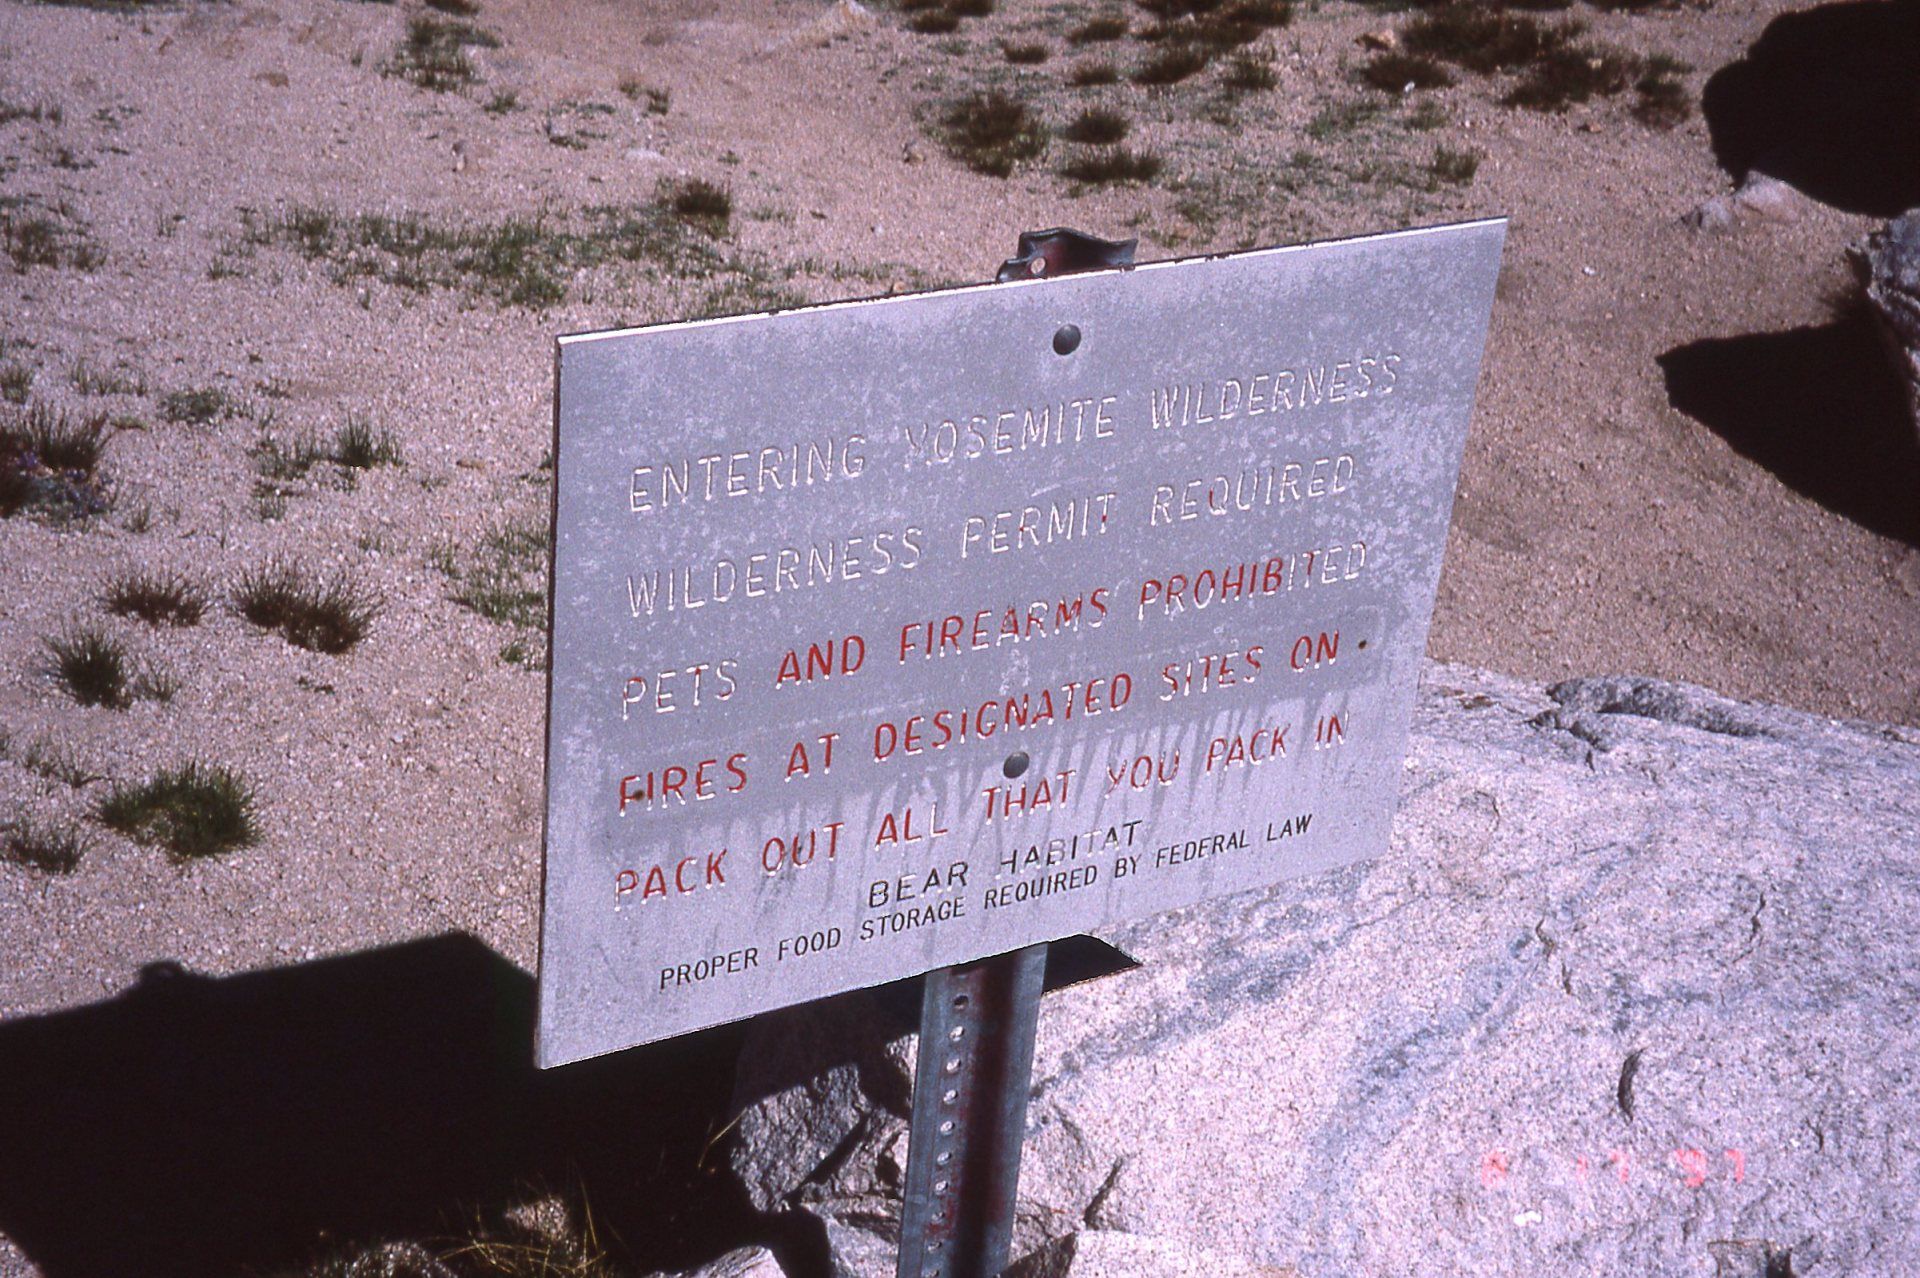 ENTERING YOSEMITE WILDERNESS
WILDERNESS PERMIT REQUIRED
PETS AND FIREARMS PROHIBITED
FIRES AT DESIGNATED SITES ON
PACK OUT ALL THAT YOU PACK IN
BEAR HABITAT
PROPER FOOD STORAGE REQUIRED BY FEDERAL LAW